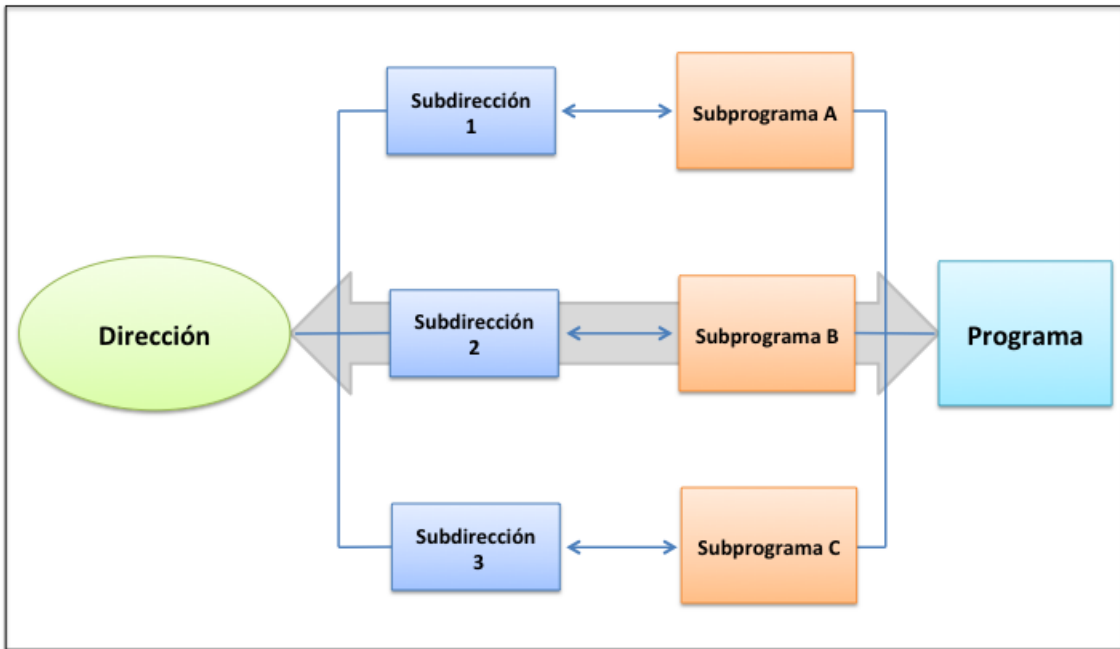 Subdirección
1
Subprograma A
Dirección
Subdirección
2
Subprograma B
Programa
Subdirección
3
Subprograma C